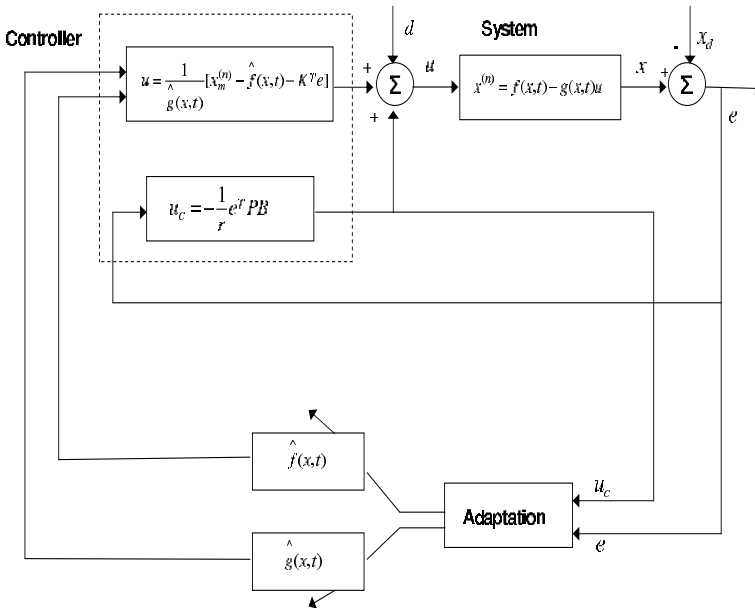 Controller
System
d
x_d
-
u = 1/ĝ(x,t) [x_m^(n) − f̂(x,t) − K^T e]
+
Σ
u
x^(n) = f(x,t) − g(x,t)u
x
+
Σ
e
+
u_c = −1/r e^T PB
f̂(x,t)
u_c
Adaptation
e
ĝ(x,t)